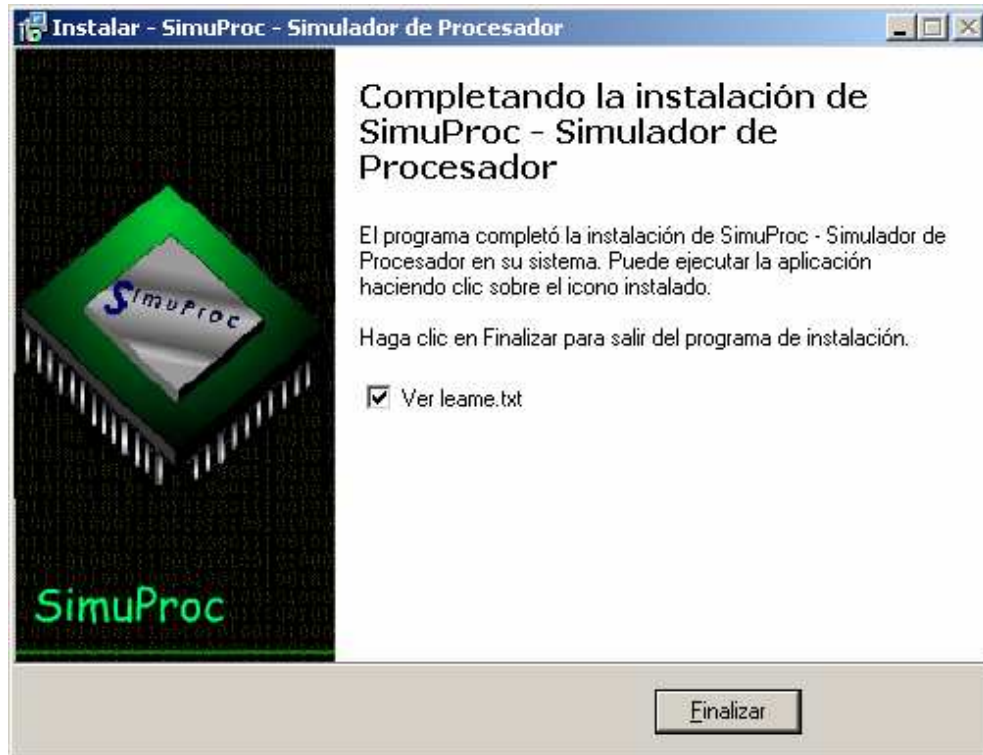 Instalar - SimuProc - Simulador de Procesador
Completando la instalación de
SimuProc - Simulador de
Procesador
El programa completó la instalación de SimuProc - Simulador de
Procesador en su sistema. Puede ejecutar la aplicación
haciendo clic sobre el icono instalado.
Haga clic en Finalizar para salir del programa de instalación.
Ver leame.txt
SimuProc
SimuProc
Finalizar